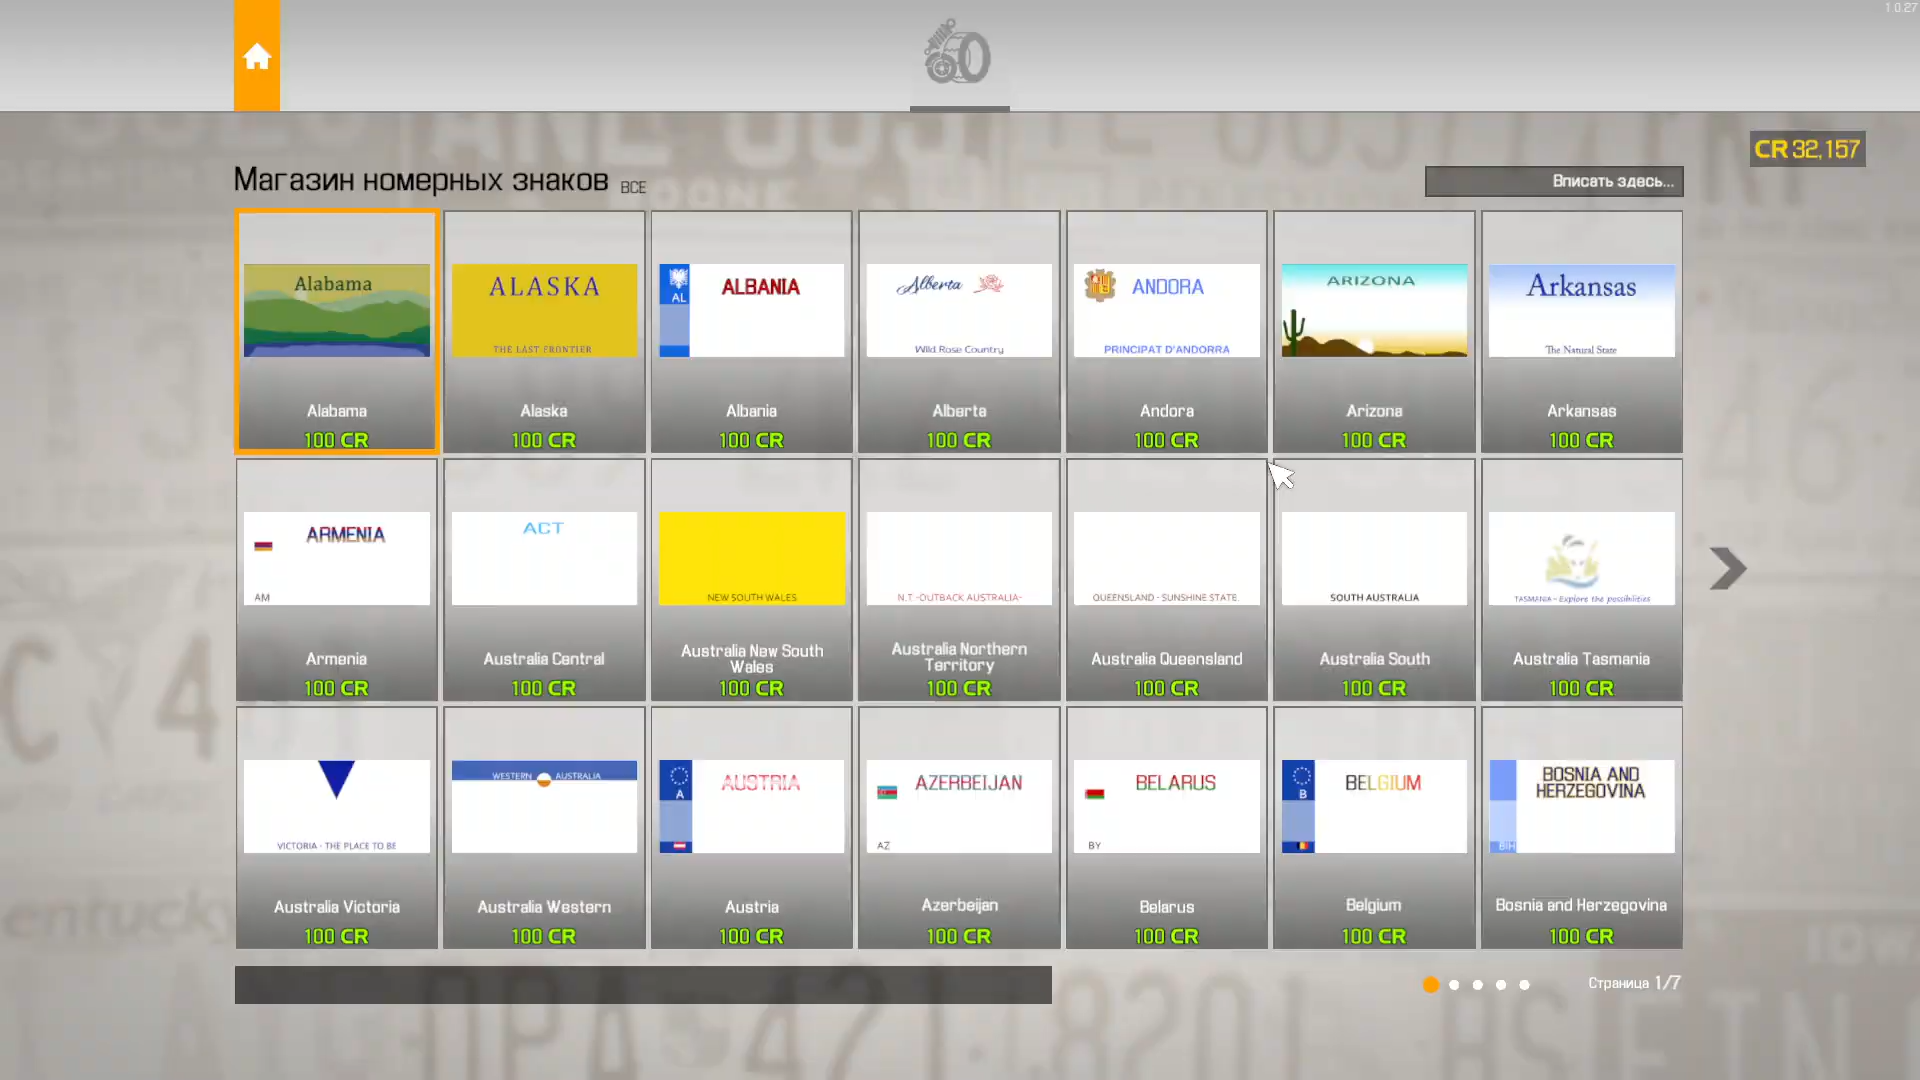 1.0.27
CR 32,157
Магазин номерных знаков ВСЕ
Вписать здесь...
Alabama
ALASKA
THE LAST FRONTIER
AL
ALBANIA
Alberta
Wild Rose Country
ANDORA
PRINCIPAT D'ANDORRA
ARIZONA
Arkansas
The Natural State
Alabama
Alaska
Albania
Alberta
Andora
Arizona
Arkansas
100 CR
100 CR
100 CR
100 CR
100 CR
100 CR
100 CR
ARMENIA
AM
ACT
NEW SOUTH WALES
N.T -OUTBACK AUSTRALIA-
QUEENSLAND - SUNSHINE STATE
SOUTH AUSTRALIA
TASMANIA - Explore the possibilities
Armenia
Australia Central
Australia New South
Wales
Australia Northern
Territory
Australia Queensland
Australia South
Australia Tasmania
100 CR
100 CR
100 CR
100 CR
100 CR
100 CR
100 CR
VICTORIA - THE PLACE TO BE
WESTERN AUSTRALIA
A
AUSTRIA
AZERBEIJAN
AZ
BELARUS
BY
B
BELGIUM
BOSNIA AND
HERZEGOVINA
BIH
Australia Victoria
Australia Western
Austria
Azerbeijan
Belarus
Belgium
Bosnia and Herzegovina
100 CR
100 CR
100 CR
100 CR
100 CR
100 CR
100 CR
Страница 1/7